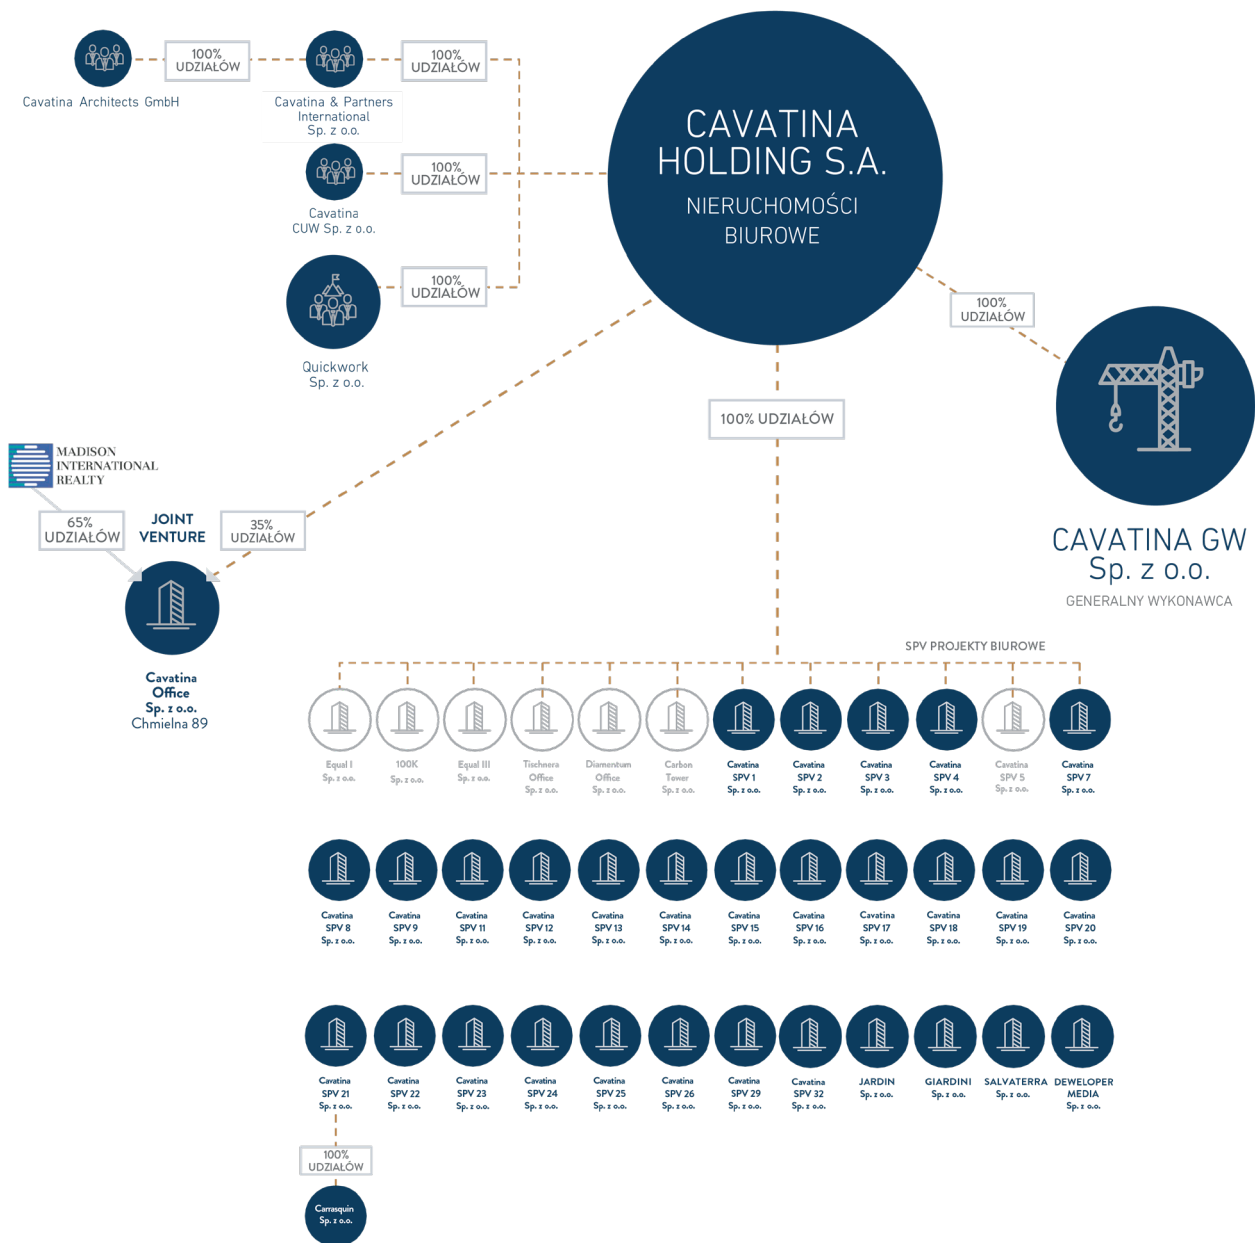 CAVATINA
HOLDING S.A.
NIERUCHOMOŚCI
BIUROWE
100%
UDZIAŁÓW
100%
UDZIAŁÓW
Cavatina Architects GmbH
Cavatina & Partners
International
Sp. z o.o.
100%
UDZIAŁÓW
Cavatina
CUW Sp. z o.o.
100%
UDZIAŁÓW
Quickwork
Sp. z o.o.
100%
UDZIAŁÓW
CAVATINA GW
Sp. z o.o.
GENERALNY WYKONAWCA
100% UDZIAŁÓW
MADISON
INTERNATIONAL
REALTY
65%
UDZIAŁÓW
JOINT
VENTURE
35%
UDZIAŁÓW
Cavatina
Office
Sp. z o.o.
Chmielna 89
SPV PROJEKTY BIUROWE
Equal I
Sp. z o.o.
100K
Sp. z o.o.
Equal III
Sp. z o.o.
Tischnera
Office
Sp. z o.o.
Diamentum
Office
Sp. z o.o.
Carbon
Tower
Sp. z o.o.
Cavatina
SPV 1
Sp. z o.o.
Cavatina
SPV 2
Sp. z o.o.
Cavatina
SPV 3
Sp. z o.o.
Cavatina
SPV 4
Sp. z o.o.
Cavatina
SPV 5
Sp. z o.o.
Cavatina
SPV 7
Sp. z o.o.
Cavatina
SPV 8
Sp. z o.o.
Cavatina
SPV 9
Sp. z o.o.
Cavatina
SPV 11
Sp. z o.o.
Cavatina
SPV 12
Sp. z o.o.
Cavatina
SPV 13
Sp. z o.o.
Cavatina
SPV 14
Sp. z o.o.
Cavatina
SPV 15
Sp. z o.o.
Cavatina
SPV 16
Sp. z o.o.
Cavatina
SPV 17
Sp. z o.o.
Cavatina
SPV 18
Sp. z o.o.
Cavatina
SPV 19
Sp. z o.o.
Cavatina
SPV 20
Sp. z o.o.
Cavatina
SPV 21
Sp. z o.o.
Cavatina
SPV 22
Sp. z o.o.
Cavatina
SPV 23
Sp. z o.o.
Cavatina
SPV 24
Sp. z o.o.
Cavatina
SPV 25
Sp. z o.o.
Cavatina
SPV 26
Sp. z o.o.
Cavatina
SPV 29
Sp. z o.o.
Cavatina
SPV 32
Sp. z o.o.
JARDIN
Sp. z o.o.
GIARDINI
Sp. z o.o.
SALVATERRA
Sp. z o.o.
DEWELOPER
MEDIA
Sp. z o.o.
100%
UDZIAŁÓW
Carrasquin
Sp. z o.o.